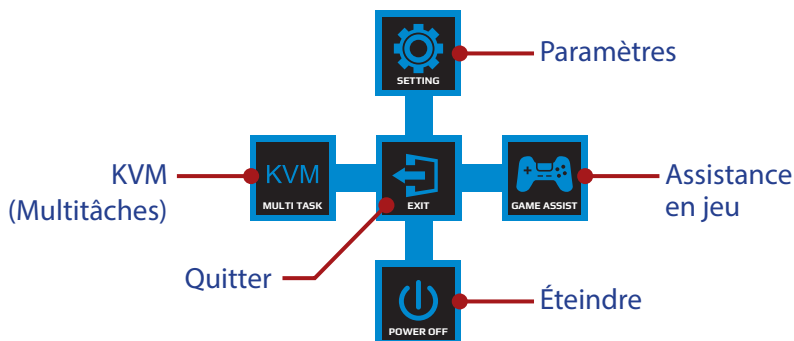 SETTING
Paramètres
KVM
(Multitâches)
KVM
MULTI TASK
EXIT
GAME ASSIST
Assistance
en jeu
Quitter
POWER OFF
Éteindre